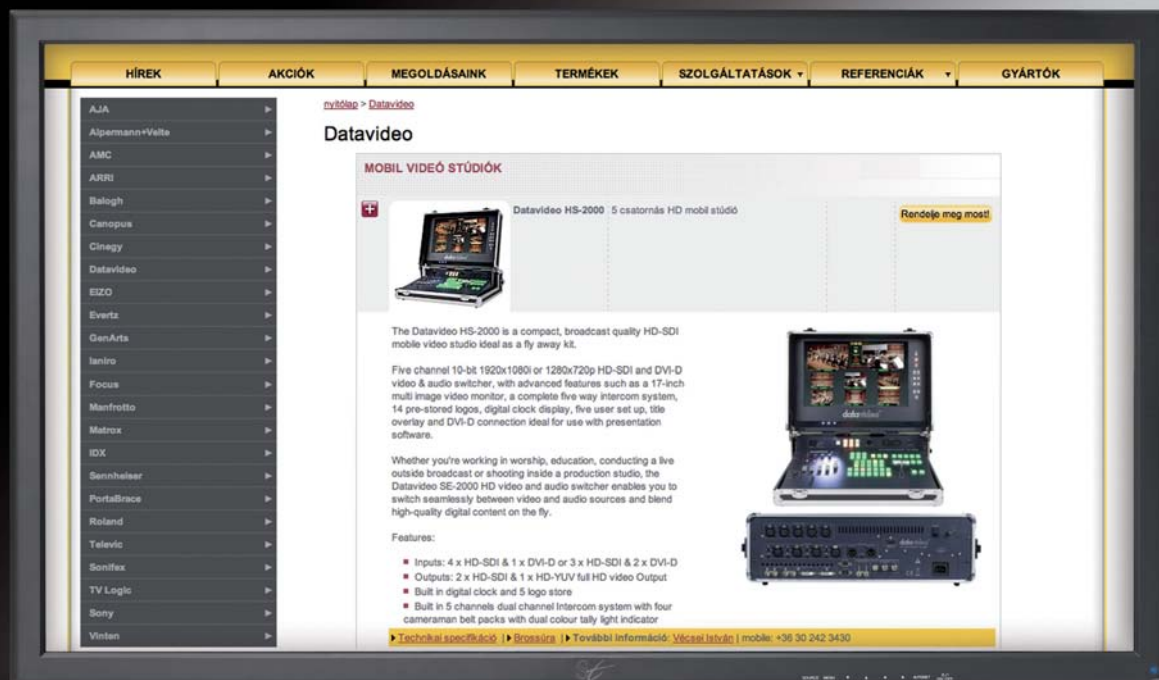 HÍREK
AKCIÓK
MEGOLDÁSAINK
TERMÉKEK
SZOLGÁLTATÁSOK
REFERENCIÁK
GYÁRTÓK
AJA
Alpermann+Velte
AMC
ARRI
Balogh
Canopus
Cinegy
Datavideo
EIZO
Evertz
GenArts
Ianiro
Focus
Manfrotto
Matrox
IDX
Sennheiser
PortaBrace
Roland
Televic
Sonifex
TV Logic
Sony
Vinten
nyitólap > Datavideo
Datavideo
MOBIL VIDEÓ STÚDIÓK
Datavideo HS-2000 5 csatornás HD mobil stúdió
Rendelje meg most!
The Datavideo HS-2000 is a compact, broadcast quality HD-SDI
mobile video studio ideal as a fly away kit.
Five channel 10-bit 1920x1080i or 1280x720p HD-SDI and DVI-D
video & audio switcher, with advanced features such as a 17-inch
multi image video monitor, a complete five way intercom system,
14 pre-stored logos, digital clock display, five user set up, title
overlay and DVI-D connection ideal for use with presentation
software.
Whether you're working in worship, education, conducting a live
outside broadcast or shooting inside a production studio, the
Datavideo SE-2000 HD video and audio switcher enables you to
switch seamlessly between video and audio sources and blend
high-quality digital content on the fly.
Features:
Inputs: 4 x HD-SDI & 1 x DVI-D or 3 x HD-SDI & 2 x DVI-D
Outputs: 2 x HD-SDI & 1 x HD-YUV full HD video Output
Built in digital clock and 5 logo store
Built in 5 channels dual channel Intercom system with four
cameraman belt packs with dual colour tally light indicator
Technikai specifikáció | Brossúra | További információ: Vécsei István | mobile: +36 30 242 3430
datavideo
datavideo
SOURCE MENU